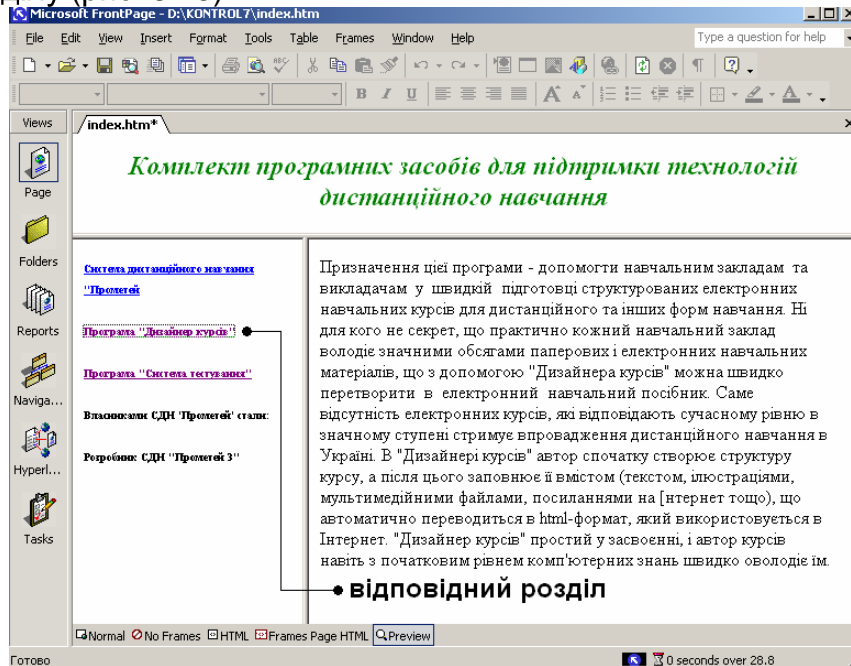 Microsoft FrontPage - D:\KONTROL7\index.htm
File Edit View Insert Format Tools Table Frames Window Help
Type a question for help
Views
index.htm*
Комплект програмних засобів для підтримки технологій
дистанційного навчання
Page
Folders
Reports
Naviga...
Hyperl...
Tasks
Система дистанційного навчання
"Прометей
Програма "Дизайнер курсів"
Програма "Система тестування"
Власниками СДН 'Прометей' стали:
Розробник СДН "Прометей 3"
Призначення цієї програми - допомогти навчальним закладам та
викладачам у швидкій підготовці структурованих електронних
навчальних курсів для дистанційного та інших форм навчання. Ні
для кого не секрет, що практично кожний навчальний заклад
володіє значними обсягами паперових і електронних навчальних
матеріалів, що з допомогою "Дизайнера курсів" можна швидко
перетворити в електронний навчальний посібник. Саме
відсутність електронних курсів, які відповідають сучасному рівню в
значному ступені стримує впровадження дистанційного навчання в
Україні. В "Дизайнері курсів" автор спочатку створює структуру
курсу, а після цього заповнює її вмістом (текстом, ілюстраціями,
мультимедійними файлами, посиланнями на [нтернет тощо), що
автоматично переводиться в html-формат, який використовується в
Інтернет. "Дизайнер курсів" простий у засвоєнні, і автор курсів
навіть з початковим рівнем комп'ютерних знань швидко оволодіє їм.
відповідний розділ
Normal No Frames HTML Frames Page HTML Preview
Готово
0 seconds over 28.8